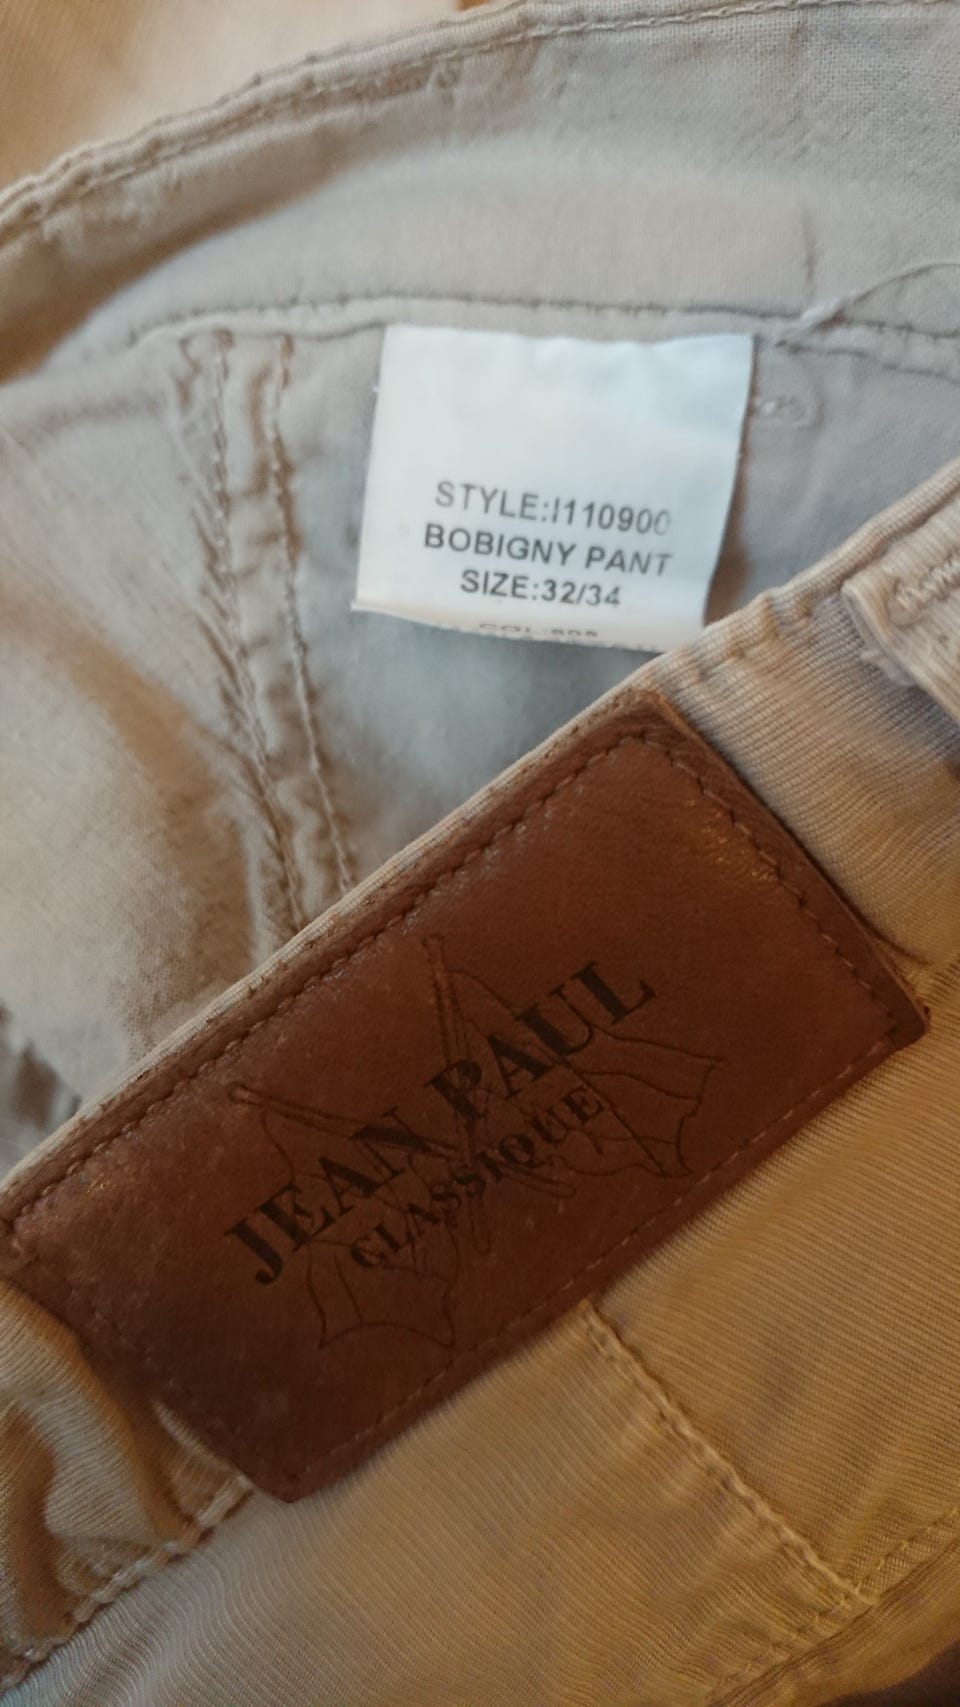 STYLE:I110900
BOBIGNY PANT
SIZE:32/34
JEAN PAUL
CLASSIQUE